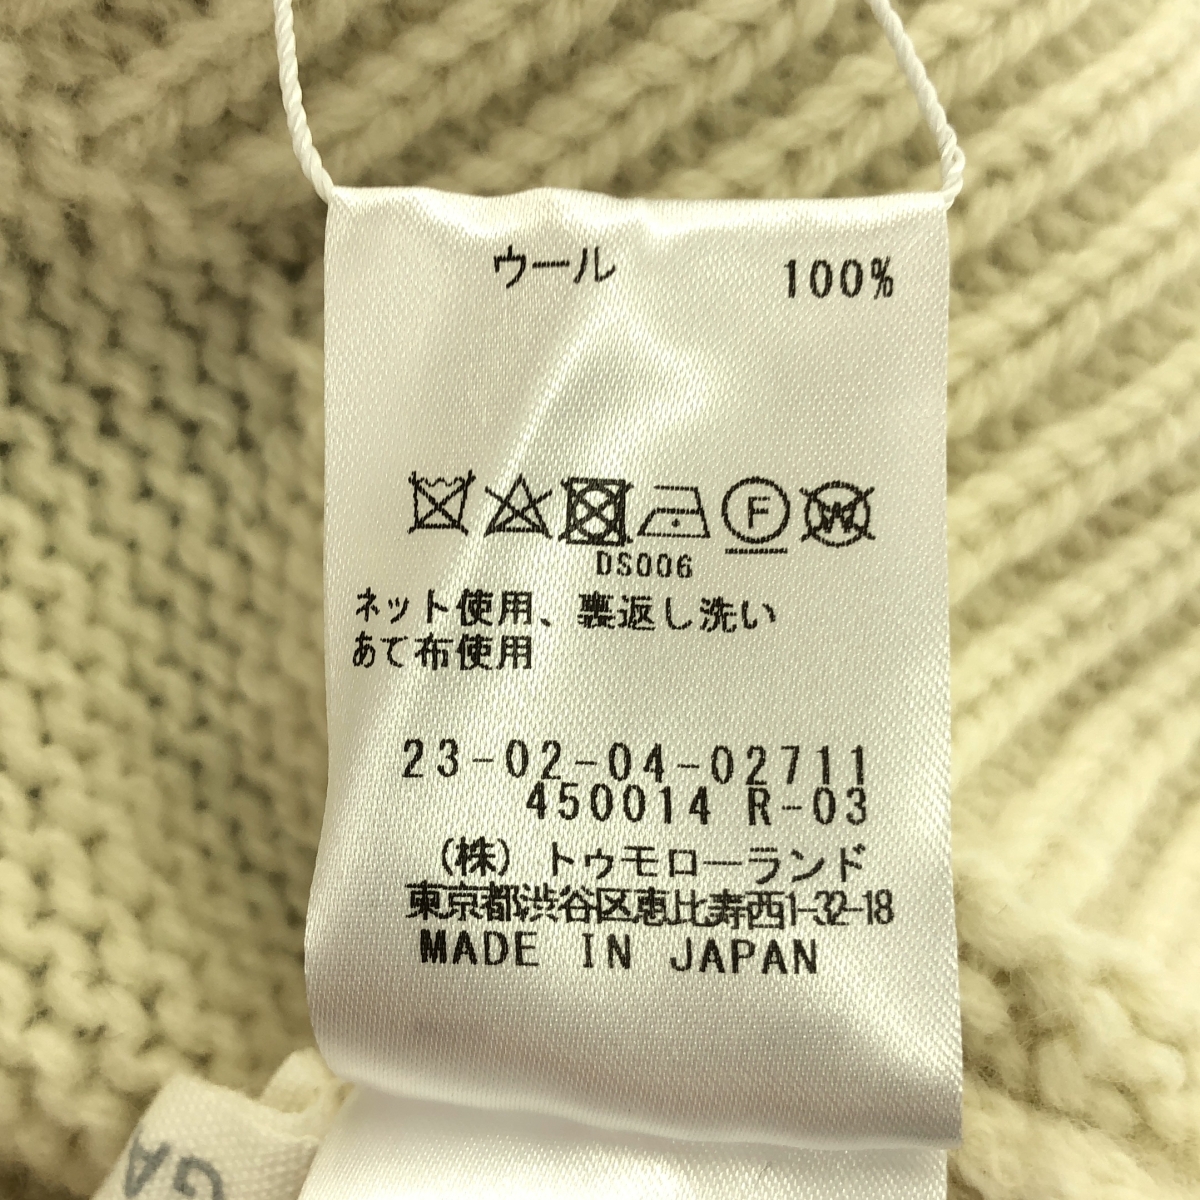 ウール 100%
F W
DS006
ネット使用、裏返し洗い
あて布使用
23-02-04-02711
450014 R-03
(株)トゥモローランド
東京都渋谷区恵比寿西1-32-18
MADE IN JAPAN
GA